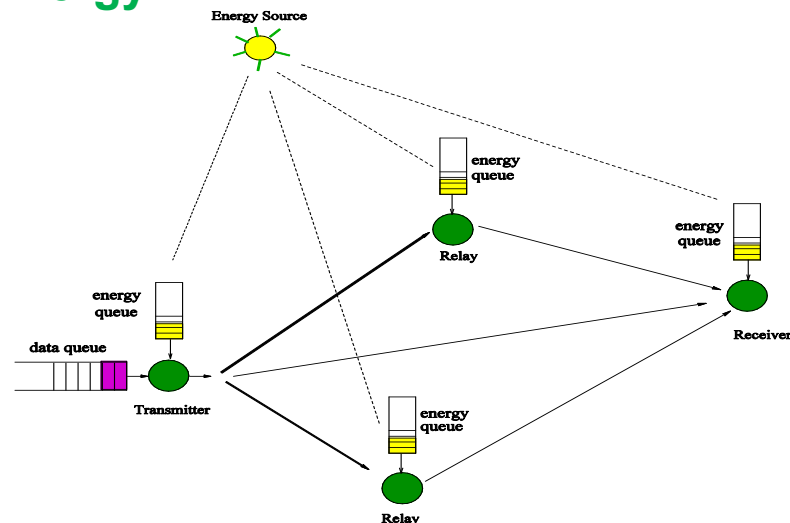 Energy Source
energy
queue
Relay
energy
queue
energy
queue
Receiver
data queue
Transmitter
energy
queue
Relay